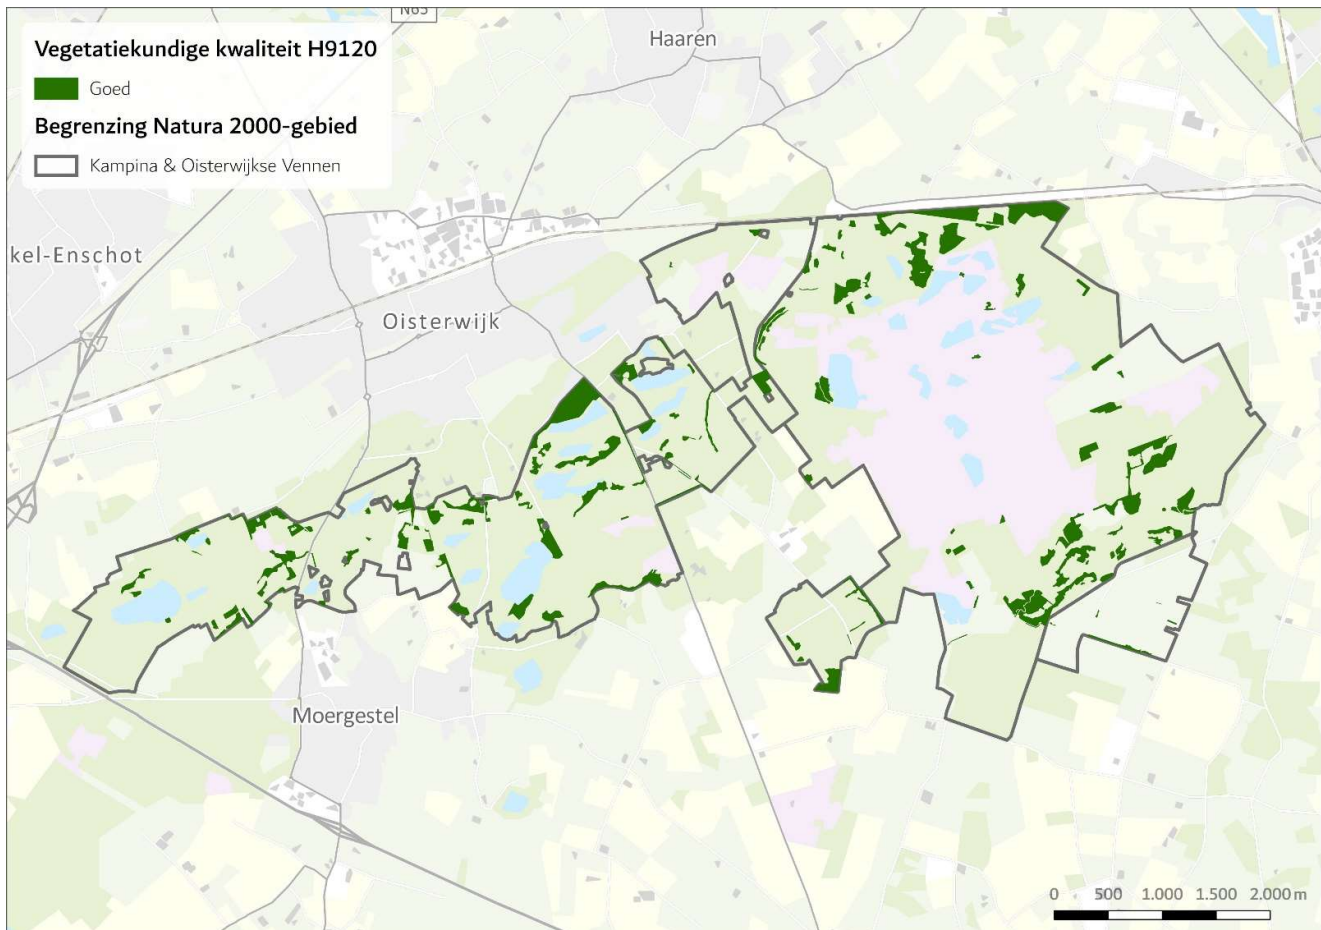 N65
Vegetatiekundige kwaliteit H9120
Goed
Begrenzing Natura 2000-gebied
Kampina & Oisterwijkse Vennen
Haaren
kel-Enschot
Oisterwijk
Moergestel
0 500 1.000 1.500 2.000 m